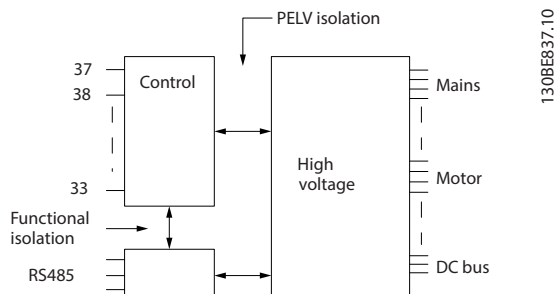 PELV isolation
130BE837.10
37
38
33
Control
High
voltage
Mains
Motor
DC bus
Functional
isolation
RS485